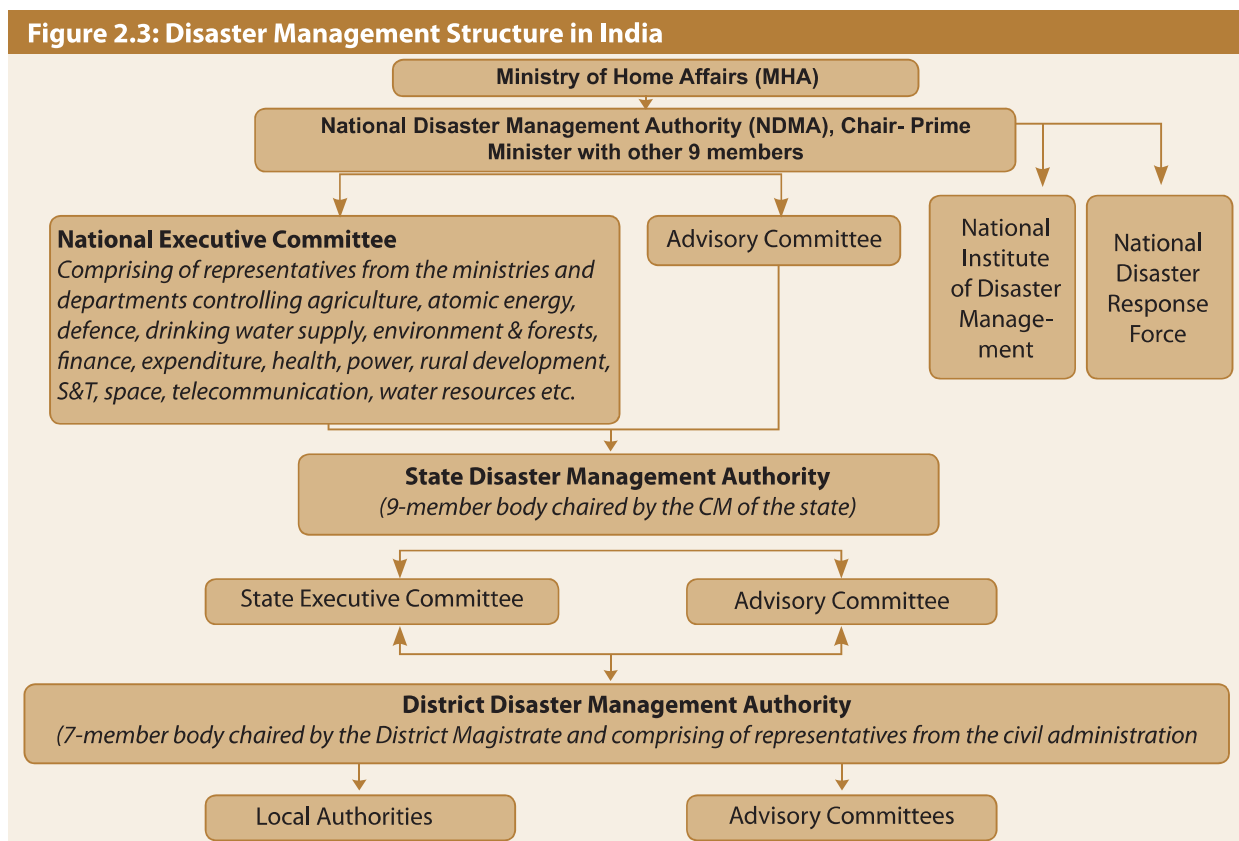 Figure 2.3: Disaster Management Structure in India
Ministry of Home Affairs (MHA)
National Disaster Management Authority (NDMA), Chair- Prime
Minister with other 9 members
National Executive Committee
Comprising of representatives from the ministries and
departments controlling agriculture, atomic energy,
defence, drinking water supply, environment & forests,
finance, expenditure, health, power, rural development,
S&T, space, telecommunication, water resources etc.
Advisory Committee
National
Institute
of Disaster
Manage-
ment
National
Disaster
Response
Force
State Disaster Management Authority
(9-member body chaired by the CM of the state)
State Executive Committee
Advisory Committee
District Disaster Management Authority
(7-member body chaired by the District Magistrate and comprising of representatives from the civil administration
Local Authorities
Advisory Committees